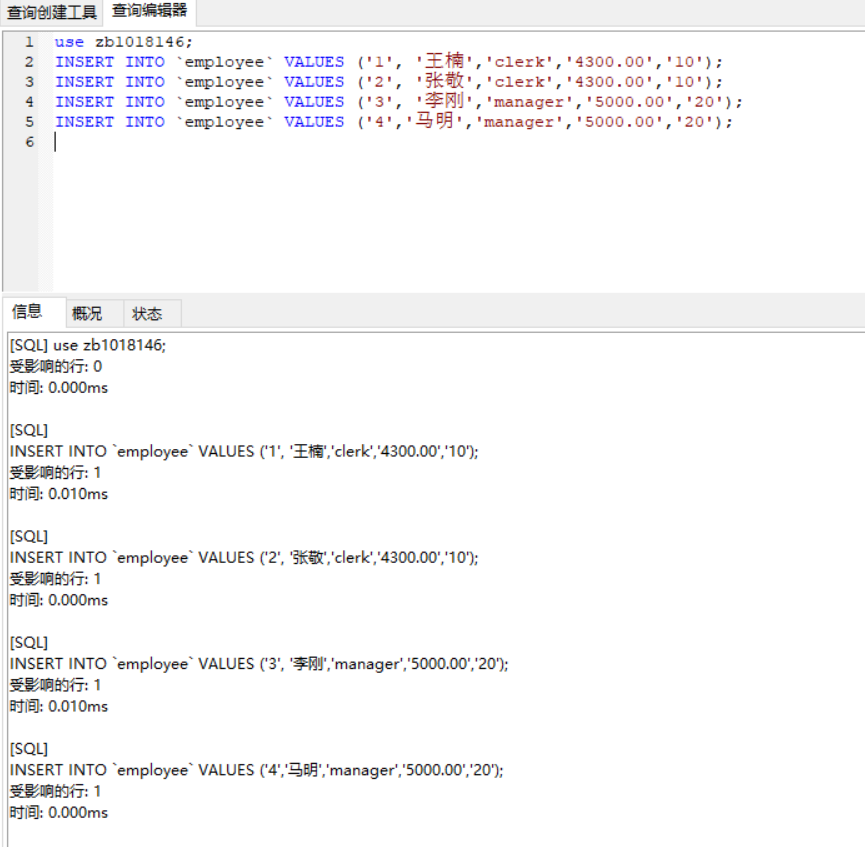 查询创建工具 查询编辑器
1 use zb1018146;
2 INSERT INTO `employee` VALUES ('1', '王楠','clerk','4300.00','10');
3 INSERT INTO `employee` VALUES ('2', '张敬','clerk','4300.00','10');
4 INSERT INTO `employee` VALUES ('3', '李刚','manager','5000.00','20');
5 INSERT INTO `employee` VALUES ('4','马明','manager','5000.00','20');
6
信息 概况 状态
[SQL] use zb1018146;
受影响的行: 0
时间: 0.000ms
[SQL]
INSERT INTO `employee` VALUES ('1', '王楠','clerk','4300.00','10');
受影响的行: 1
时间: 0.010ms
[SQL]
INSERT INTO `employee` VALUES ('2', '张敬','clerk','4300.00','10');
受影响的行: 1
时间: 0.000ms
[SQL]
INSERT INTO `employee` VALUES ('3', '李刚','manager','5000.00','20');
受影响的行: 1
时间: 0.010ms
[SQL]
INSERT INTO `employee` VALUES ('4','马明','manager','5000.00','20');
受影响的行: 1
时间: 0.000ms